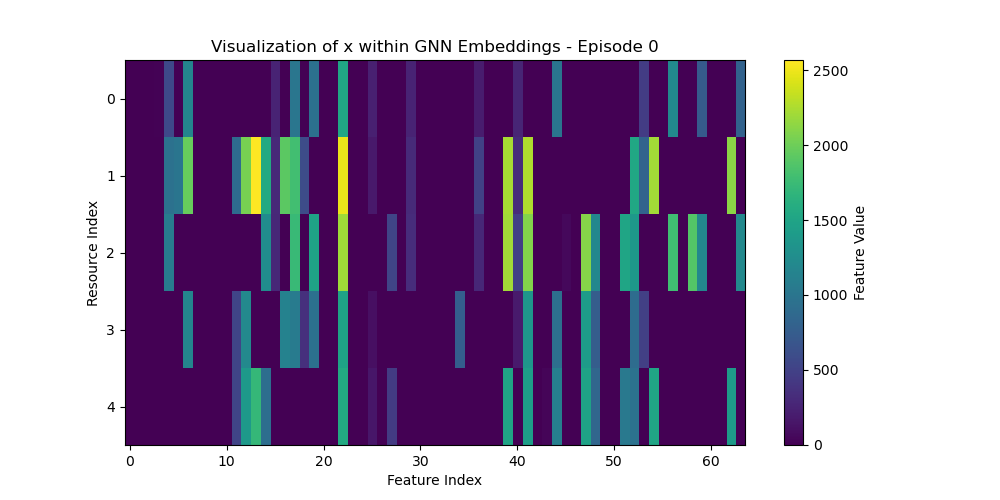 Visualization of x within GNN Embeddings - Episode 0
Resource Index
0
1
2
3
4
0 10 20 30 40 50 60
Feature Index
2500
2000
1500
1000
500
0
Feature Value